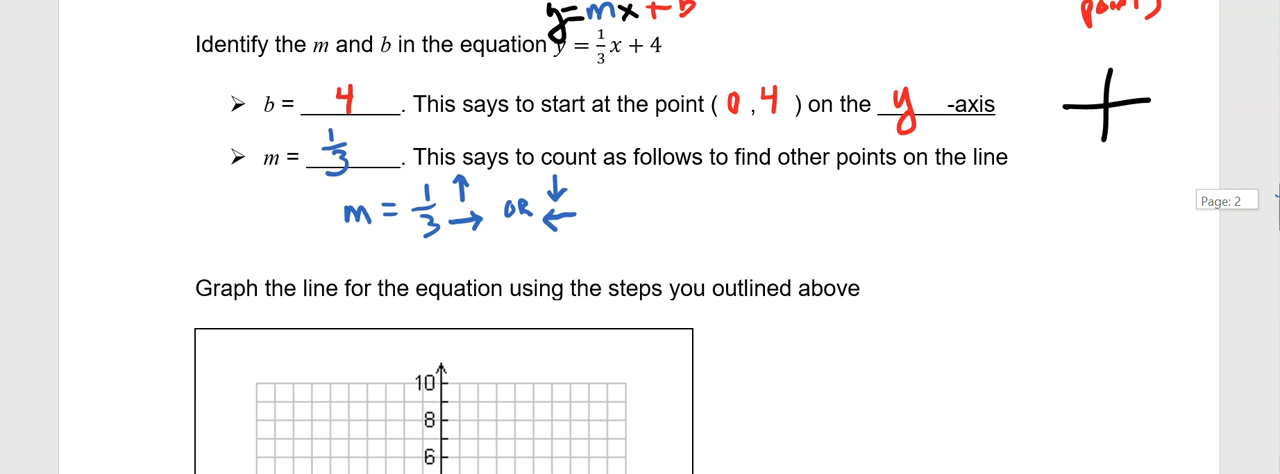 y=mx+b
points
Identify the m and b in the equation y = 1/3 x + 4
➢ b = 4. This says to start at the point ( 0 , 4 ) on the y -axis
➢ m = 1/3. This says to count as follows to find other points on the line
m = 1/3 ↑ → OR ↓ ←
Page: 2
Graph the line for the equation using the steps you outlined above
10
8
6